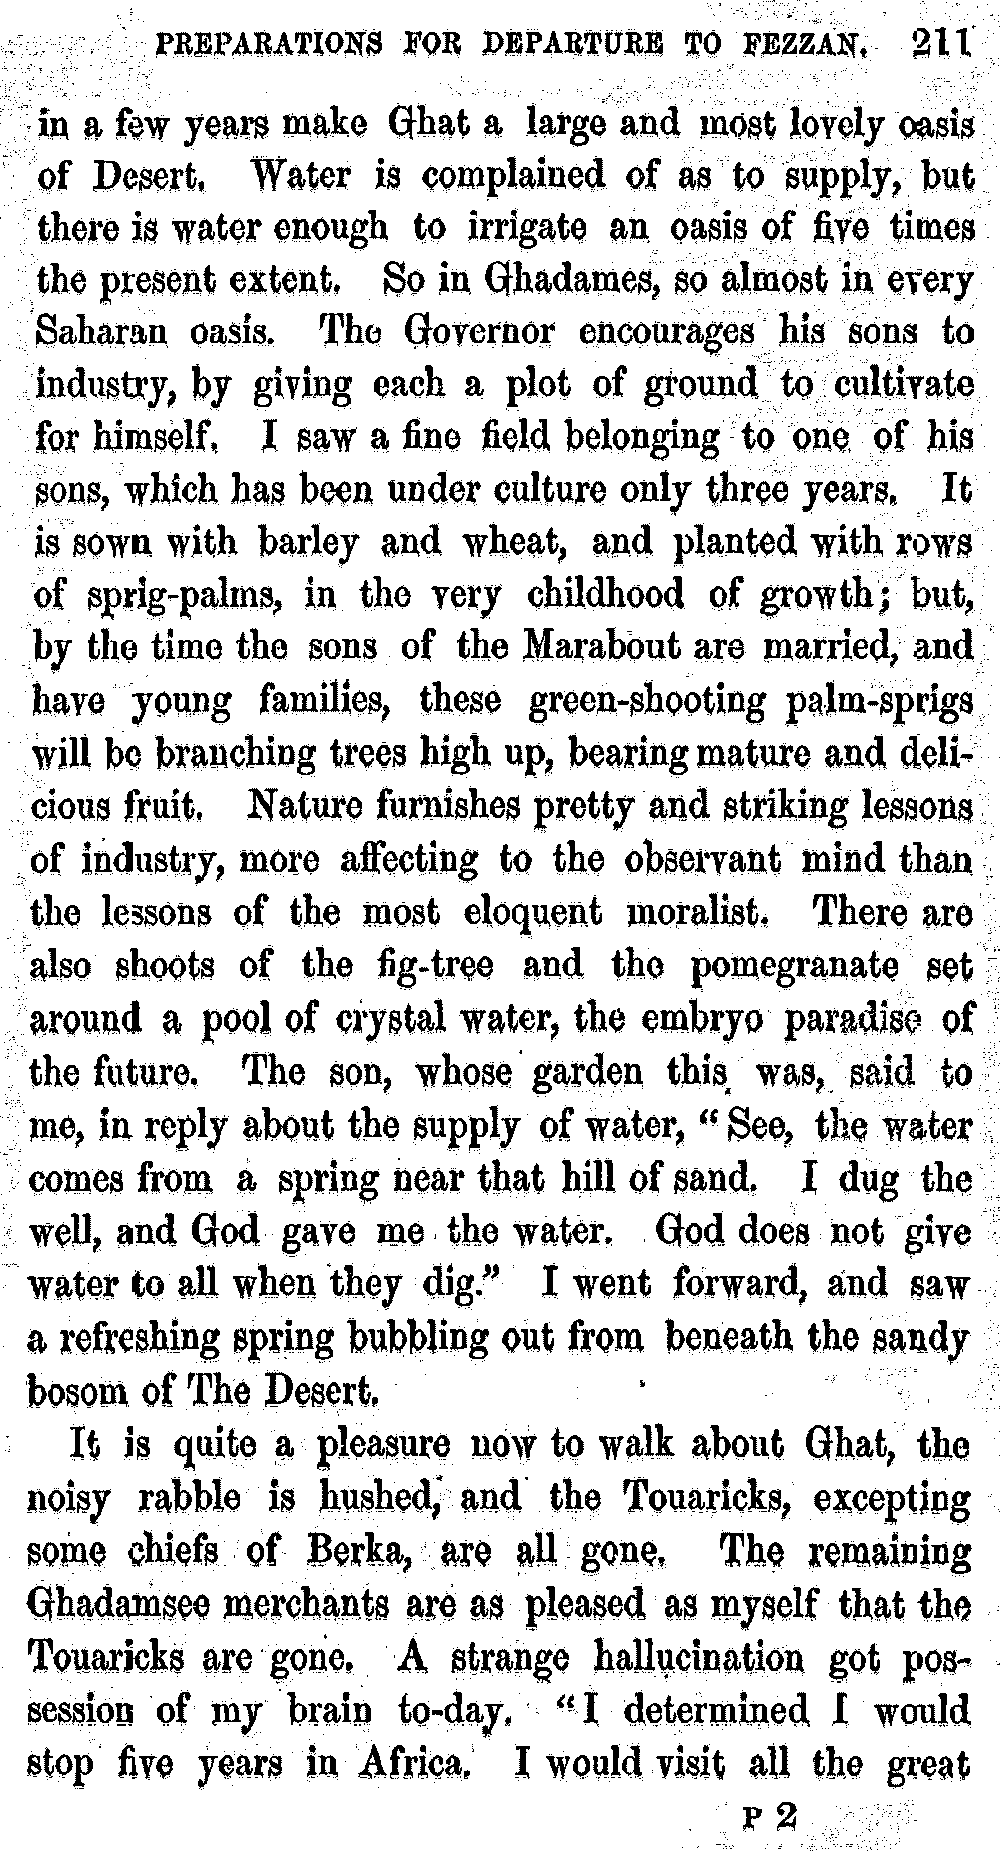 PREPARATIONS FOR DEPARTURE TO FEZZAN. 211
in a few years make Ghat a large and most lovely oasis
of Desert. Water is complained of as to supply, but
there is water enough to irrigate an oasis of five times
the present extent. So in Ghadames, so almost in every
Saharan oasis. The Governor encourages his sons to
industry, by giving each a plot of ground to cultivate
for himself. I saw a fine field belonging to one of his
sons, which has been under culture only three years. It
is sown with barley and wheat, and planted with rows
of sprig-palms, in the very childhood of growth; but,
by the time the sons of the Marabout are married, and
have young families, these green-shooting palm-sprigs
will be branching trees high up, bearing mature and deli-
cious fruit. Nature furnishes pretty and striking lessons
of industry, more affecting to the observant mind than
the lessons of the most eloquent moralist. There are
also shoots of the fig-tree and the pomegranate set
around a pool of crystal water, the embryo paradise of
the future. The son, whose garden this was, said to
me, in reply about the supply of water, “ See, the water
comes from a spring near that hill of sand. I dug the
well, and God gave me the water. God does not give
water to all when they dig.” I went forward, and saw
a refreshing spring bubbling out from beneath the sandy
bosom of The Desert.
It is quite a pleasure now to walk about Ghat, the
noisy rabble is hushed, and the Touaricks, excepting
some chiefs of Berka, are all gone. The remaining
Ghadamsee merchants are as pleased as myself that the
Touaricks are gone. A strange hallucination got pos-
session of my brain to-day. “I determined I would
stop five years in Africa. I would visit all the great
P 2